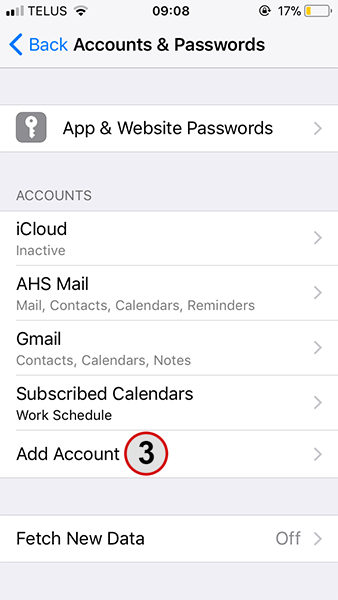 TELUS 09:08 17%
Back Accounts & Passwords
App & Website Passwords
ACCOUNTS
iCloud
Inactive
AHS Mail
Mail, Contacts, Calendars, Reminders
Gmail
Contacts, Calendars, Notes
Subscribed Calendars
Work Schedule
Add Account 3
Fetch New Data Off